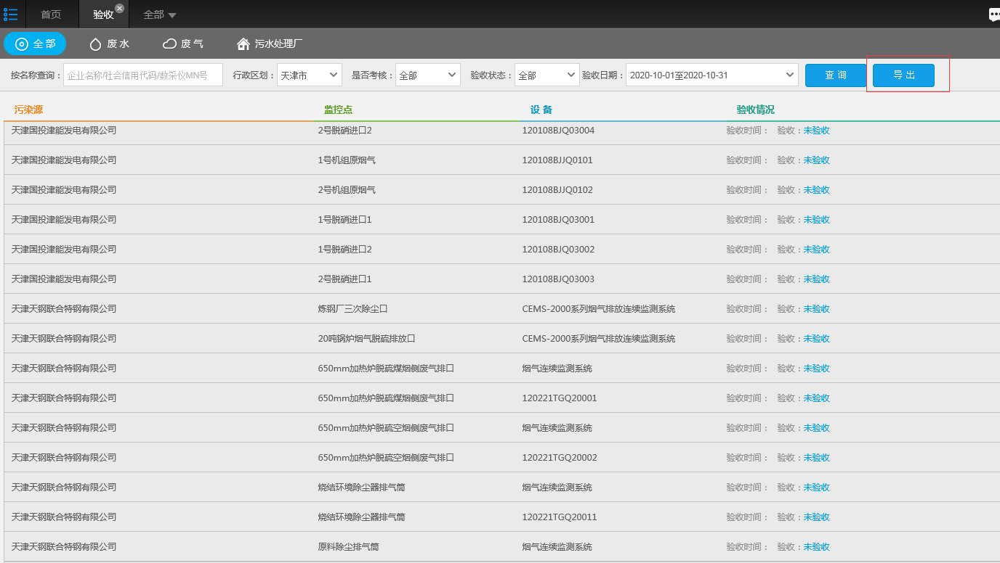 首页 验收 全部
全部 废水 废气 污水处理厂
按名称查询： 企业名称/社会信用代码/数采仪MN号 行政区划： 天津市 是否考核： 全部 验收状态： 全部 验收日期： 2020-10-01至2020-10-31 查 询 导 出
污染源 监控点 设 备 验收情况
天津国投津能发电有限公司 2号脱硝进口2 120108BJQ03004 验收时间： 验收：未验收
天津国投津能发电有限公司 1号机组原烟气 120108BJJQ0101 验收时间： 验收：未验收
天津国投津能发电有限公司 2号机组原烟气 120108BJJQ0102 验收时间： 验收：未验收
天津国投津能发电有限公司 1号脱硝进口1 120108BJQ03001 验收时间： 验收：未验收
天津国投津能发电有限公司 1号脱硝进口2 120108BJQ03002 验收时间： 验收：未验收
天津国投津能发电有限公司 2号脱硝进口1 120108BJQ03003 验收时间： 验收：未验收
天津天钢联合特钢有限公司 炼钢厂三次除尘口 CEMS-2000系列烟气排放连续监测系统 验收时间： 验收：未验收
天津天钢联合特钢有限公司 20吨锅炉烟气脱硫排放口 CEMS-2000系列烟气排放连续监测系统 验收时间： 验收：未验收
天津天钢联合特钢有限公司 650mm加热炉脱硫煤烟侧废气排口 烟气连续监测系统 验收时间： 验收：未验收
天津天钢联合特钢有限公司 650mm加热炉脱硫煤烟侧废气排口 120221TGQ20001 验收时间： 验收：未验收
天津天钢联合特钢有限公司 650mm加热炉脱硫空烟侧废气排口 烟气连续监测系统 验收时间： 验收：未验收
天津天钢联合特钢有限公司 650mm加热炉脱硫空烟侧废气排口 120221TGQ20002 验收时间： 验收：未验收
天津天钢联合特钢有限公司 烧结环境除尘器排气筒 烟气连续监测系统 验收时间： 验收：未验收
天津天钢联合特钢有限公司 烧结环境除尘器排气筒 120221TGQ20011 验收时间： 验收：未验收
天津天钢联合特钢有限公司 原料除尘排气筒 烟气连续监测系统 验收时间： 验收：未验收